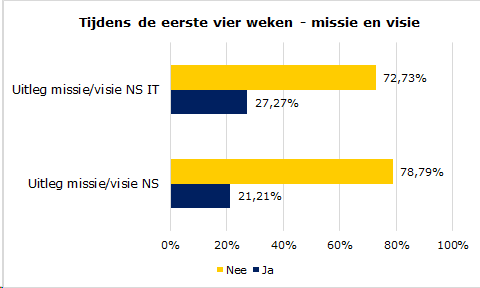 Tijdens de eerste vier weken - missie en visie
Uitleg missie/visie NS IT
72,73%
27,27%
Uitleg missie/visie NS
78,79%
21,21%
0% 20% 40% 60% 80% 100%
Nee Ja